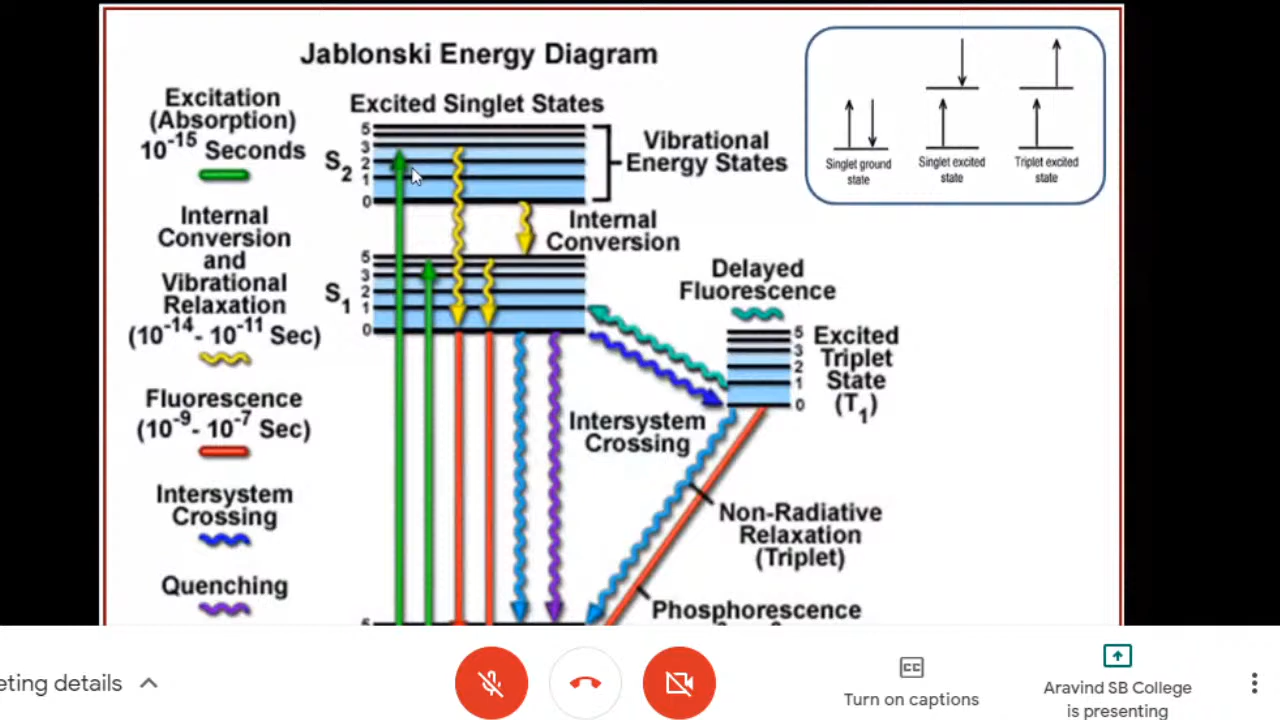 Jablonski Energy Diagram
Excitation
(Absorption)
10⁻¹⁵ Seconds
Internal
Conversion
and
Vibrational
Relaxation
(10⁻¹⁴- 10⁻¹¹ Sec)
Fluorescence
(10⁻⁹- 10⁻⁷ Sec)
Intersystem
Crossing
Quenching
Excited Singlet States
S₂
5
3
2
1
0
Vibrational
Energy States
Internal
Conversion
S₁
5
3
2
1
0
Delayed
Fluorescence
5
3
2
1
0
Excited
Triplet
State
(T₁)
Intersystem
Crossing
Non-Radiative
Relaxation
(Triplet)
Phosphorescence
Singlet ground
state
Singlet excited
state
Triplet excited
state
eting details
CC
Turn on captions
Aravind SB College
is presenting